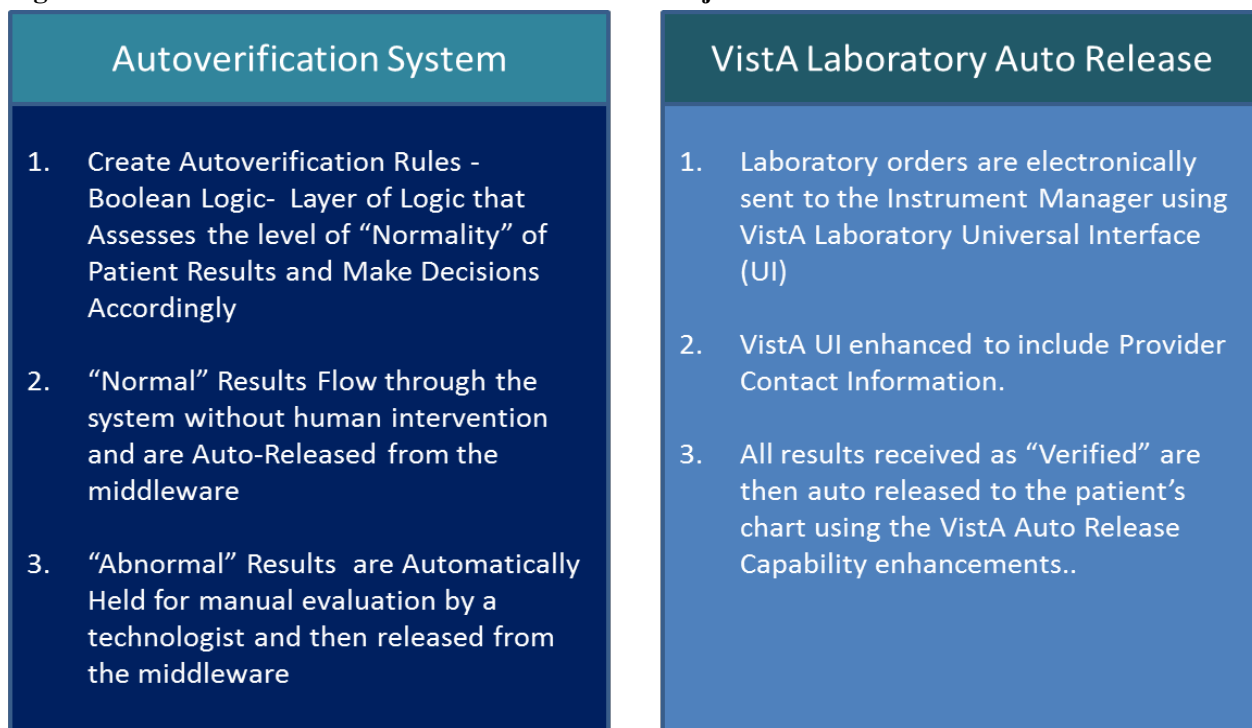 Autoverification System
1. Create Autoverification Rules -
Boolean Logic- Layer of Logic that
Assesses the level of “Normality” of
Patient Results and Make Decisions
Accordingly
2. “Normal” Results Flow through the
system without human intervention
and are Auto-Released from the
middleware
3. “Abnormal” Results are Automatically
Held for manual evaluation by a
technologist and then released from
the middleware
VistA Laboratory Auto Release
1. Laboratory orders are electronically
sent to the Instrument Manager using
VistA Laboratory Universal Interface
(UI)
2. VistA UI enhanced to include Provider
Contact Information.
3. All results received as “Verified” are
then auto released to the patient’s
chart using the VistA Auto Release
Capability enhancements..